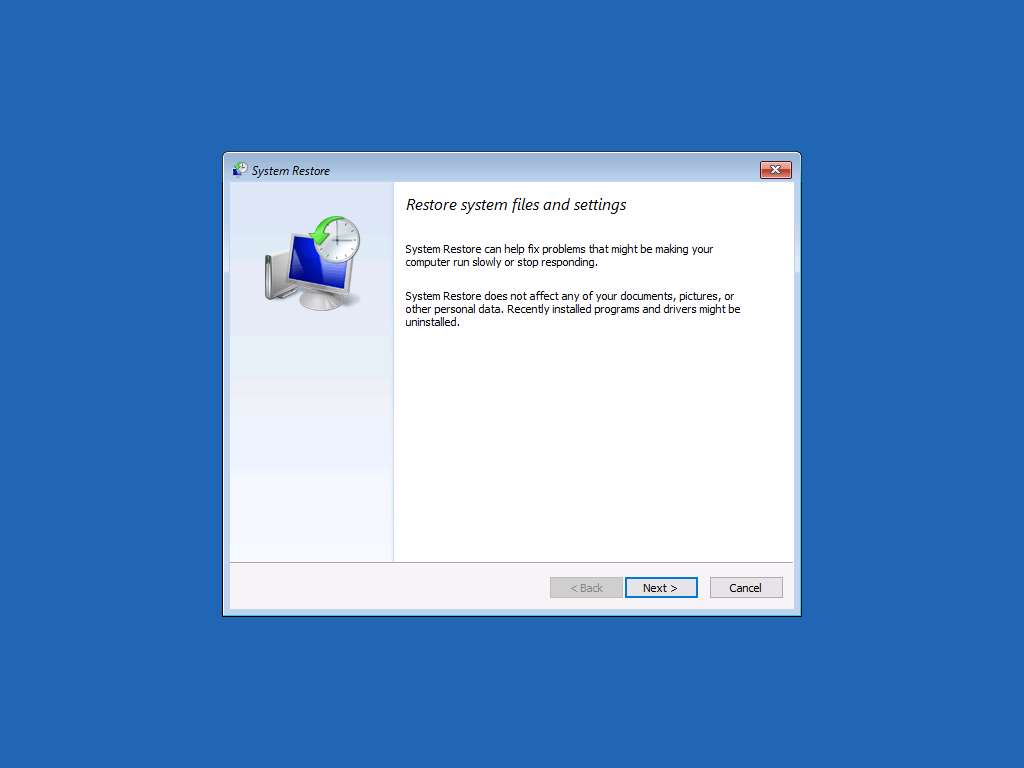 System Restore
Restore system files and settings
System Restore can help fix problems that might be making your
computer run slowly or stop responding.
System Restore does not affect any of your documents, pictures, or
other personal data. Recently installed programs and drivers might be
uninstalled.
< Back
Next >
Cancel